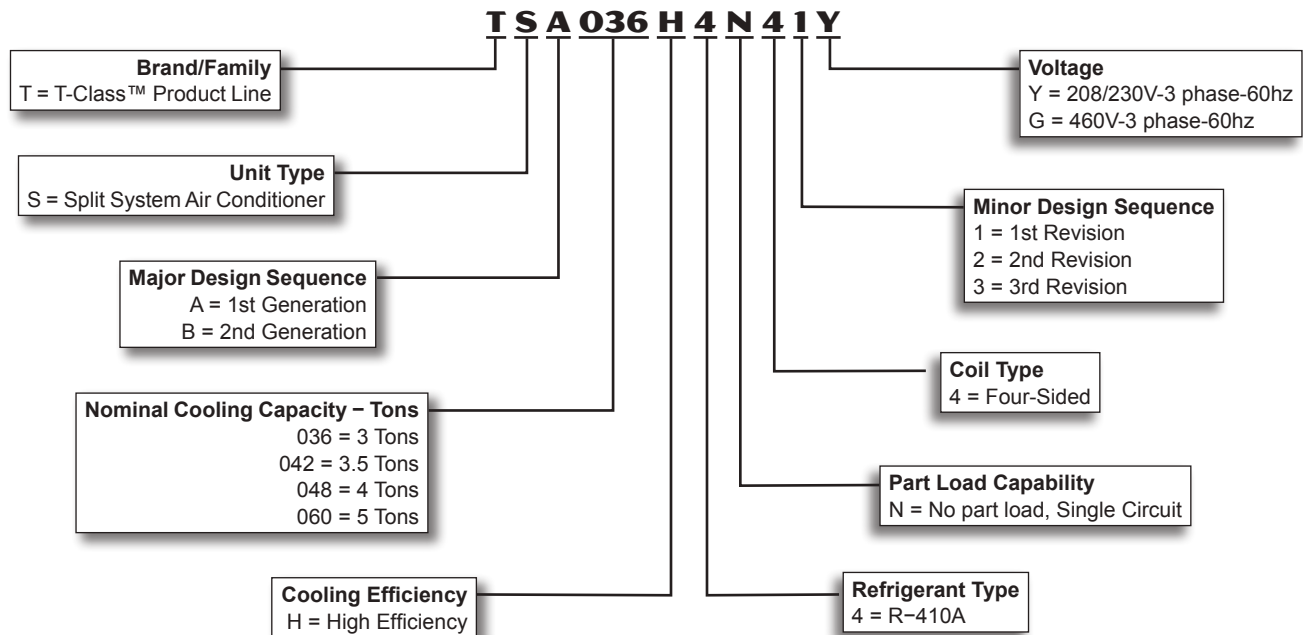 T S A 036 H 4 N 4 1 Y
Brand/Family
T = T-Class™ Product Line
Voltage
Y = 208/230V-3 phase-60hz
G = 460V-3 phase-60hz
Unit Type
S = Split System Air Conditioner
Minor Design Sequence
1 = 1st Revision
2 = 2nd Revision
3 = 3rd Revision
Major Design Sequence
A = 1st Generation
B = 2nd Generation
Coil Type
4 = Four-Sided
Nominal Cooling Capacity − Tons
036 = 3 Tons
042 = 3.5 Tons
048 = 4 Tons
060 = 5 Tons
Part Load Capability
N = No part load, Single Circuit
Cooling Efficiency
H = High Efficiency
Refrigerant Type
4 = R−410A